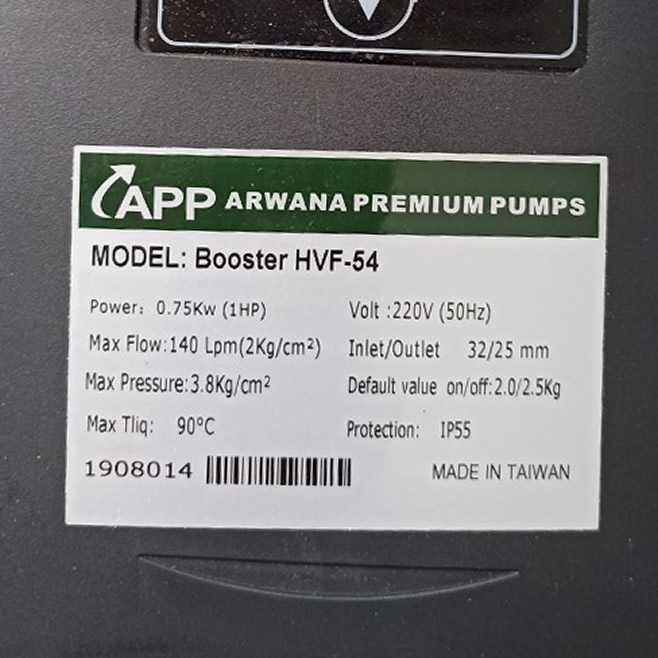 APP ARWANA PREMIUM PUMPS
MODEL: Booster HVF-54
Power: 0.75Kw (1HP) Volt :220V (50Hz)
Max Flow:140 Lpm(2Kg/cm²) Inlet/Outlet 32/25 mm
Max Pressure:3.8Kg/cm² Default value on/off:2.0/2.5Kg
Max Tliq: 90°C Protection: IP55
1908014 MADE IN TAIWAN